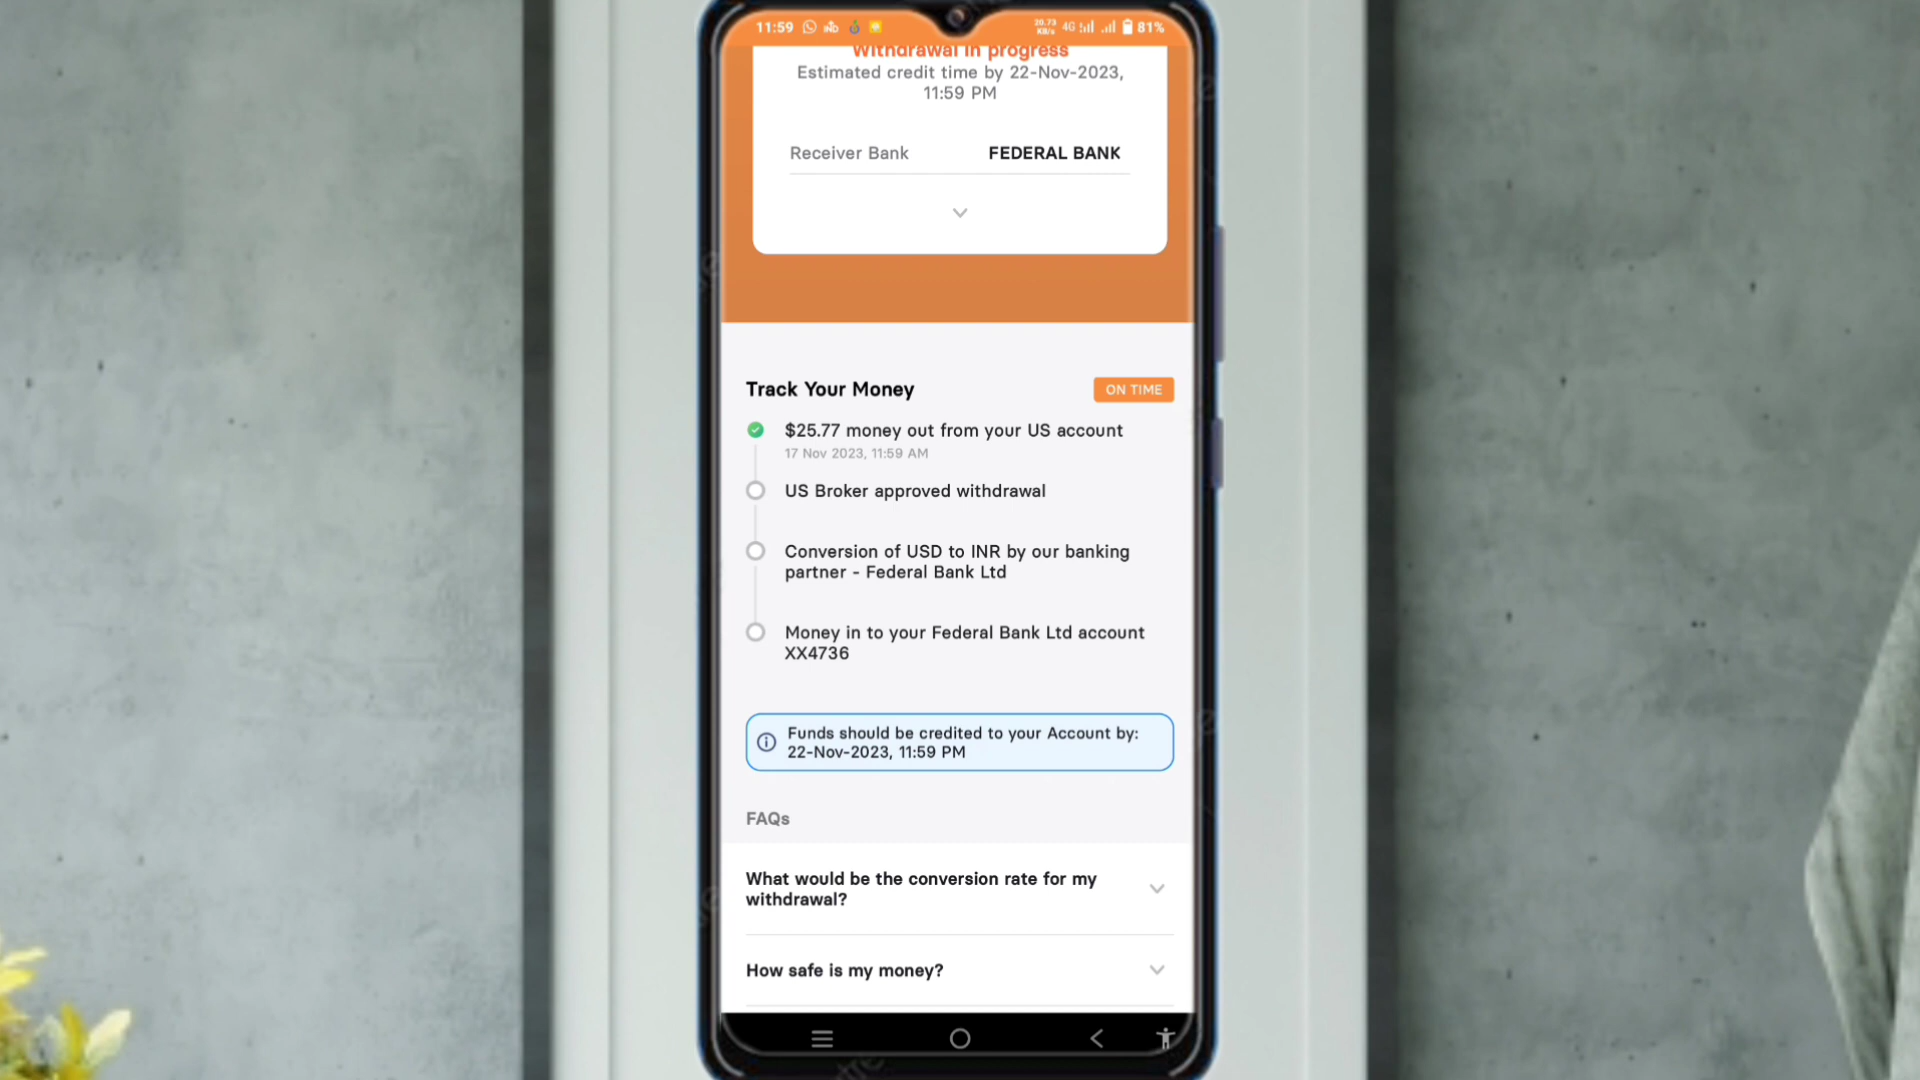 11:59
20.73
KB/s
4G
81%
Withdrawal in progress
Estimated credit time by 22-Nov-2023,
11:59 PM
Receiver Bank
FEDERAL BANK
Track Your Money
ON TIME
$25.77 money out from your US account
17 Nov 2023, 11:59 AM
US Broker approved withdrawal
Conversion of USD to INR by our banking
partner - Federal Bank Ltd
Money in to your Federal Bank Ltd account
XX4736
Funds should be credited to your Account by:
22-Nov-2023, 11:59 PM
FAQs
What would be the conversion rate for my
withdrawal?
How safe is my money?